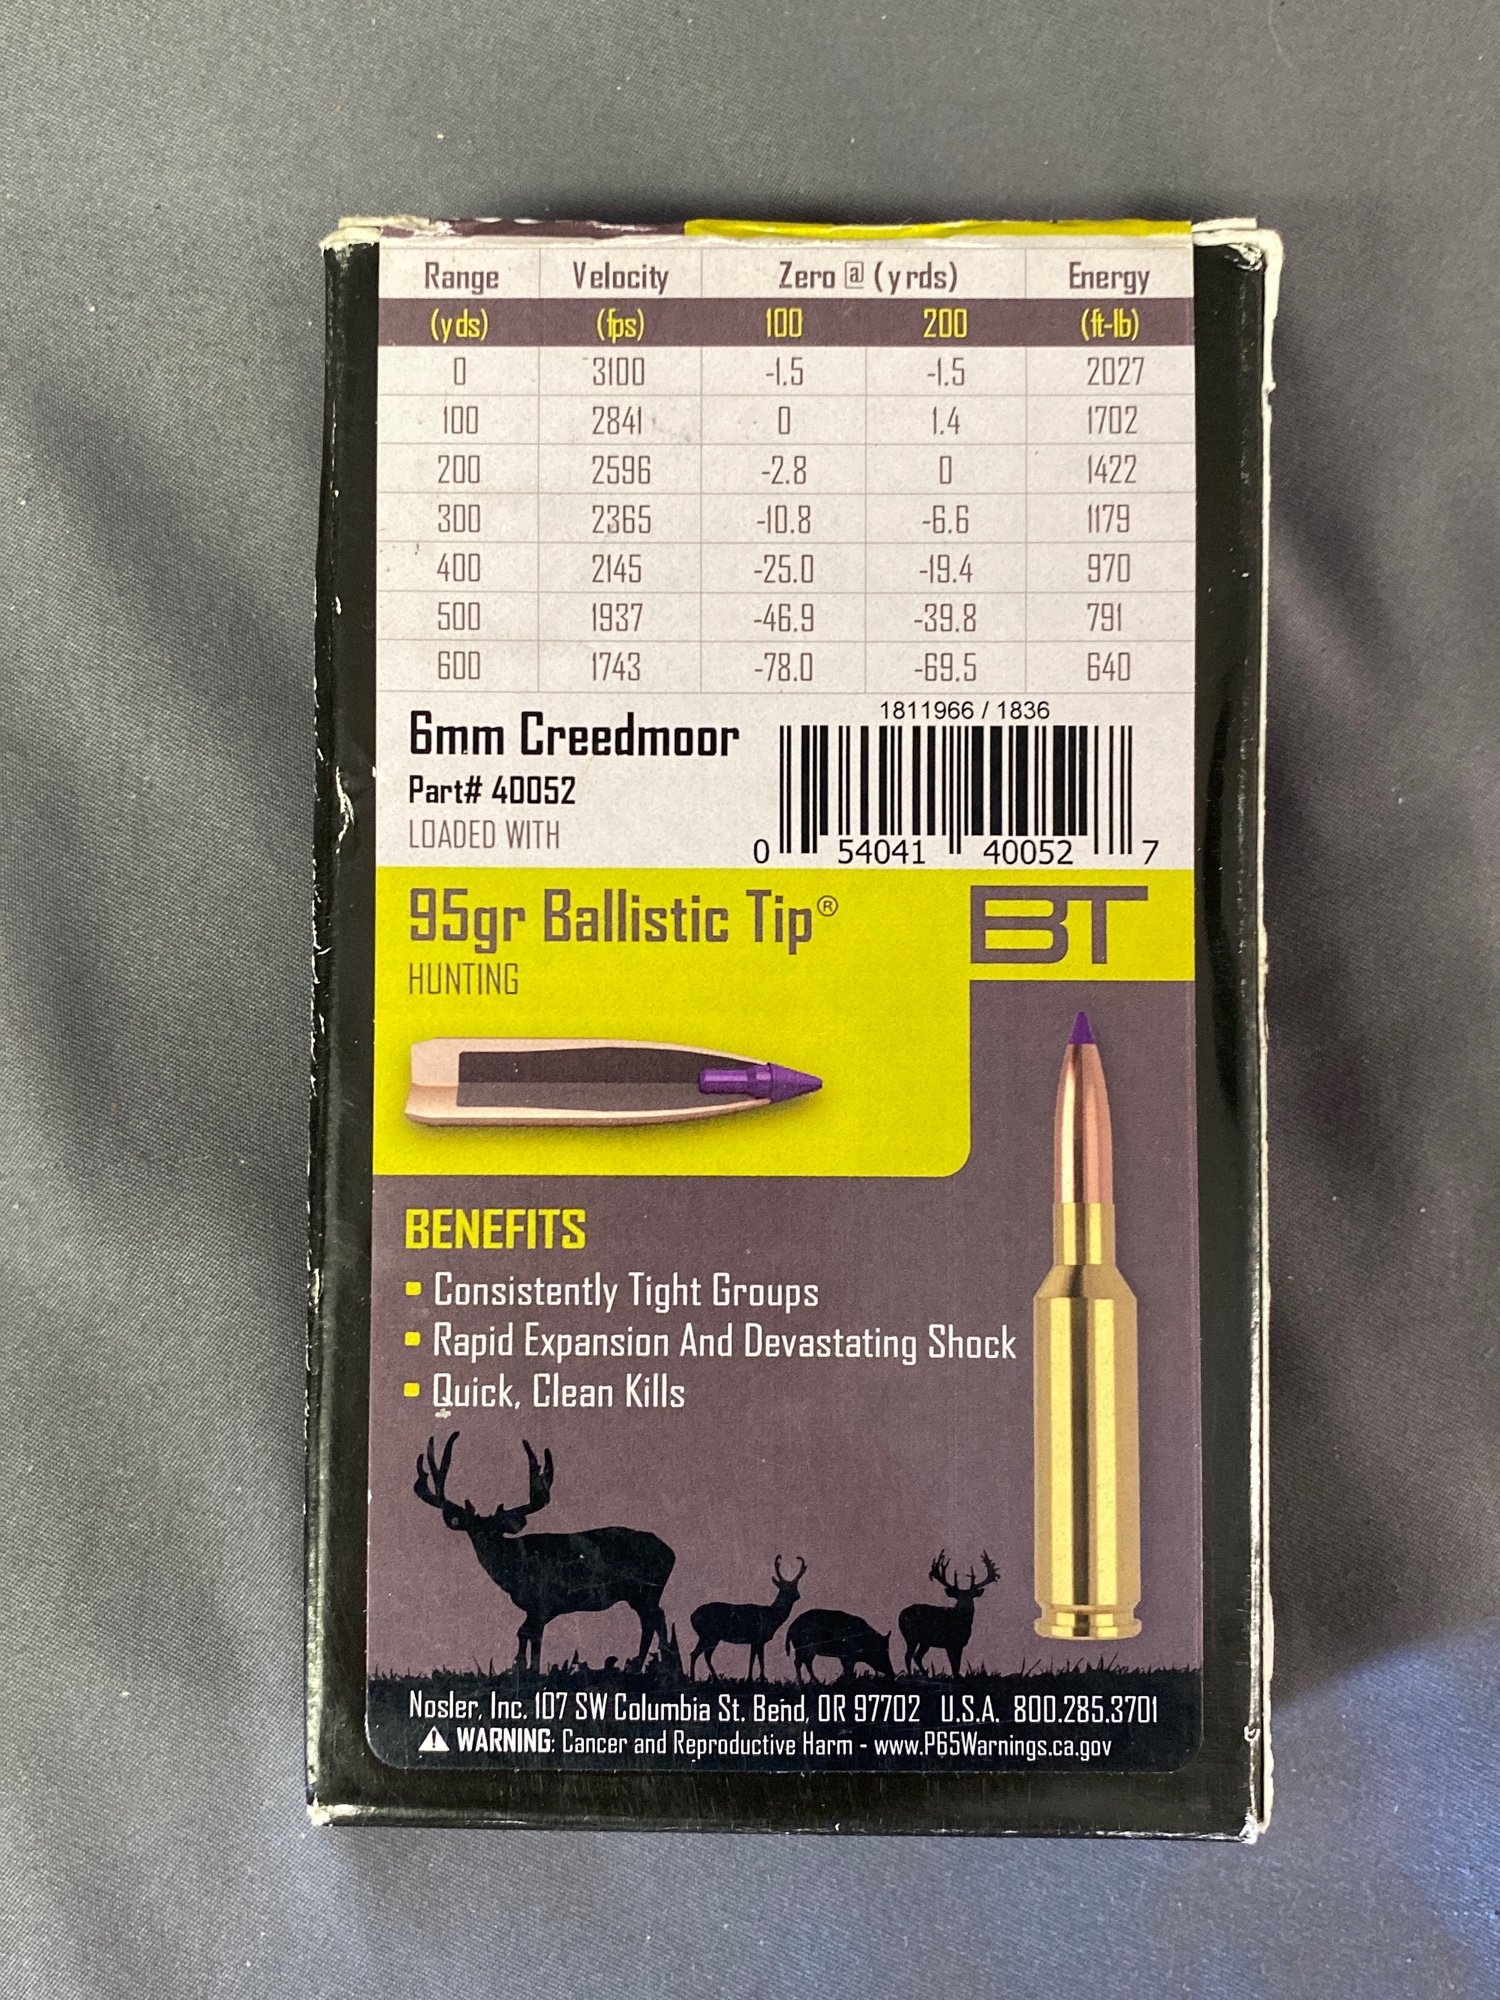 Range Velocity Zero @ (yrds) Energy
(yds) (fps) 100 200 (ft-lb)
0 3100 -1.5 -1.5 2027
100 2841 0 1.4 1702
200 2596 -2.8 0 1422
300 2365 -10.8 -6.6 1179
400 2145 -25.0 -19.4 970
500 1937 -46.9 -39.8 791
600 1743 -78.0 -69.5 640
6mm Creedmoor
Part# 40052
LOADED WITH
1811966 / 1836
0 54041 40052 7
95gr Ballistic Tip®
HUNTING
BT
BENEFITS
▪ Consistently Tight Groups
▪ Rapid Expansion And Devastating Shock
▪ Quick, Clean Kills
Nosler, Inc. 107 SW Columbia St. Bend, OR 97702 U.S.A. 800.285.3701
⚠ WARNING: Cancer and Reproductive Harm - www.P65Warnings.ca.gov